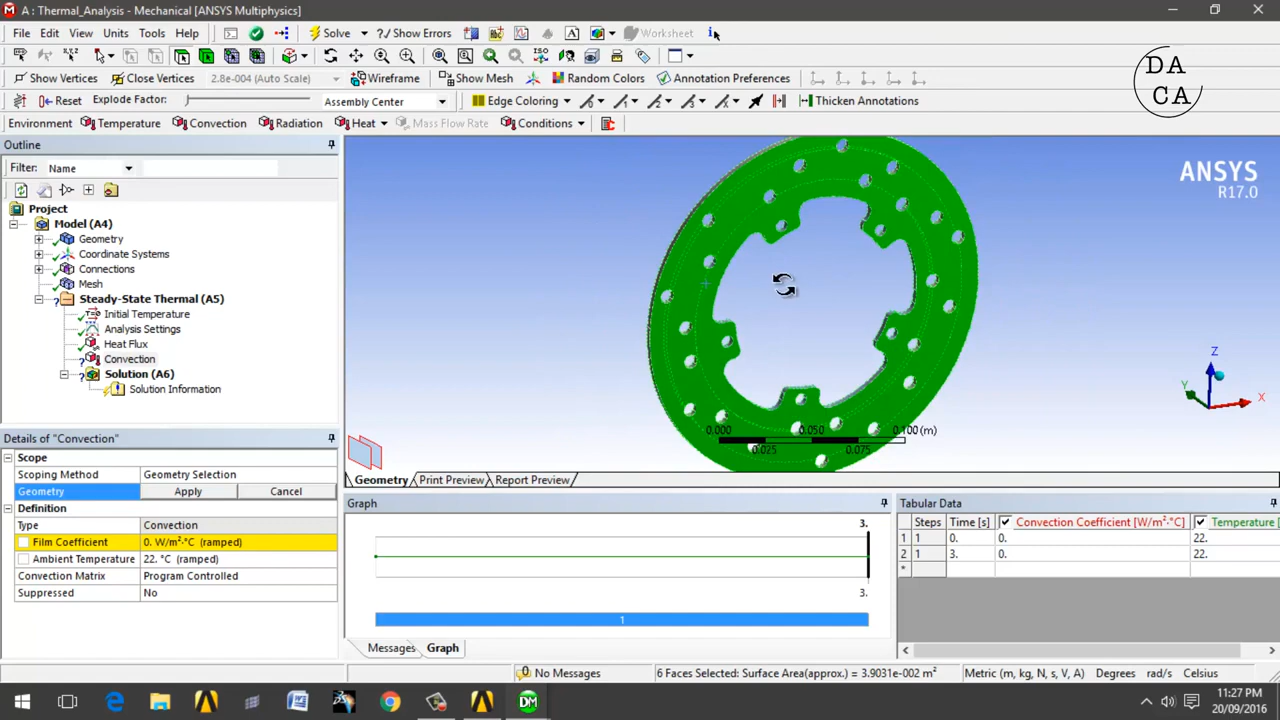 A : Thermal_Analysis - Mechanical [ANSYS Multiphysics]
File Edit View Units Tools Help Solve Show Errors Worksheet
Show Vertices Close Vertices 2.8e-004 (Auto Scale) Wireframe Show Mesh Random Colors Annotation Preferences
Reset Explode Factor: Assembly Center Edge Coloring Thicken Annotations
Environment Temperature Convection Radiation Heat Mass Flow Rate Conditions
DA
CA
Outline
Filter: Name
Project
Model (A4)
Geometry
Coordinate Systems
Connections
Mesh
Steady-State Thermal (A5)
Initial Temperature
Analysis Settings
Heat Flux
Convection
Solution (A6)
Solution Information
ANSYS
R17.0
Z
Y
X
0.000 0.050 0.100 (m)
0.025 0.075
Geometry Print Preview Report Preview
Details of "Convection"
Scope
Scoping Method Geometry Selection
Geometry Apply Cancel
Definition
Type Convection
Film Coefficient 0. W/m²·°C (ramped)
Ambient Temperature 22. °C (ramped)
Convection Matrix Program Controlled
Suppressed No
Graph
3.
3.
1
Messages Graph
Tabular Data
Steps Time [s] Convection Coefficient [W/m²·°C] Temperature [
1 1 0. 0. 22.
2 1 3. 0. 22.
*
No Messages 6 Faces Selected: Surface Area(approx.) = 3.9031e-002 m² Metric (m, kg, N, s, V, A) Degrees rad/s Celsius
DM
11:27 PM
20/09/2016